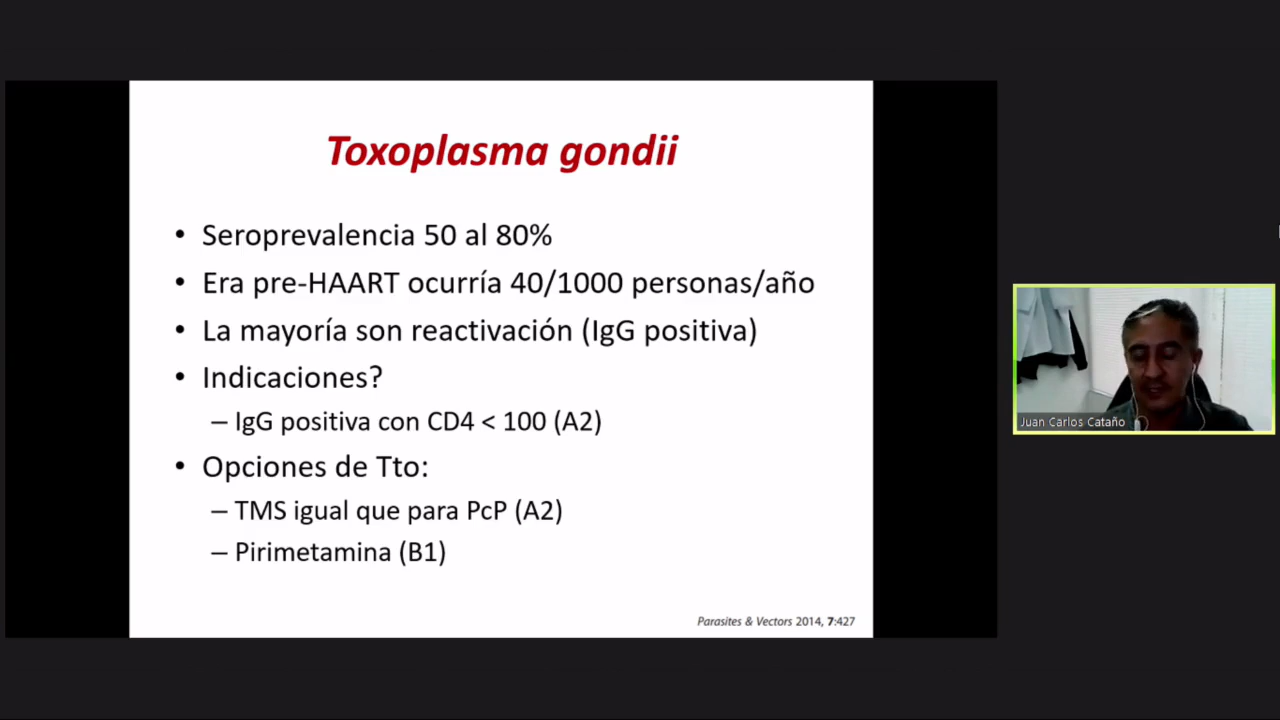 Toxoplasma gondii
• Seroprevalencia 50 al 80%
• Era pre-HAART ocurría 40/1000 personas/año
• La mayoría son reactivación (IgG positiva)
• Indicaciones?
– IgG positiva con CD4 < 100 (A2)
• Opciones de Tto:
– TMS igual que para PcP (A2)
– Pirimetamina (B1)
Parasites & Vectors 2014, 7:427
Juan Carlos Cataño